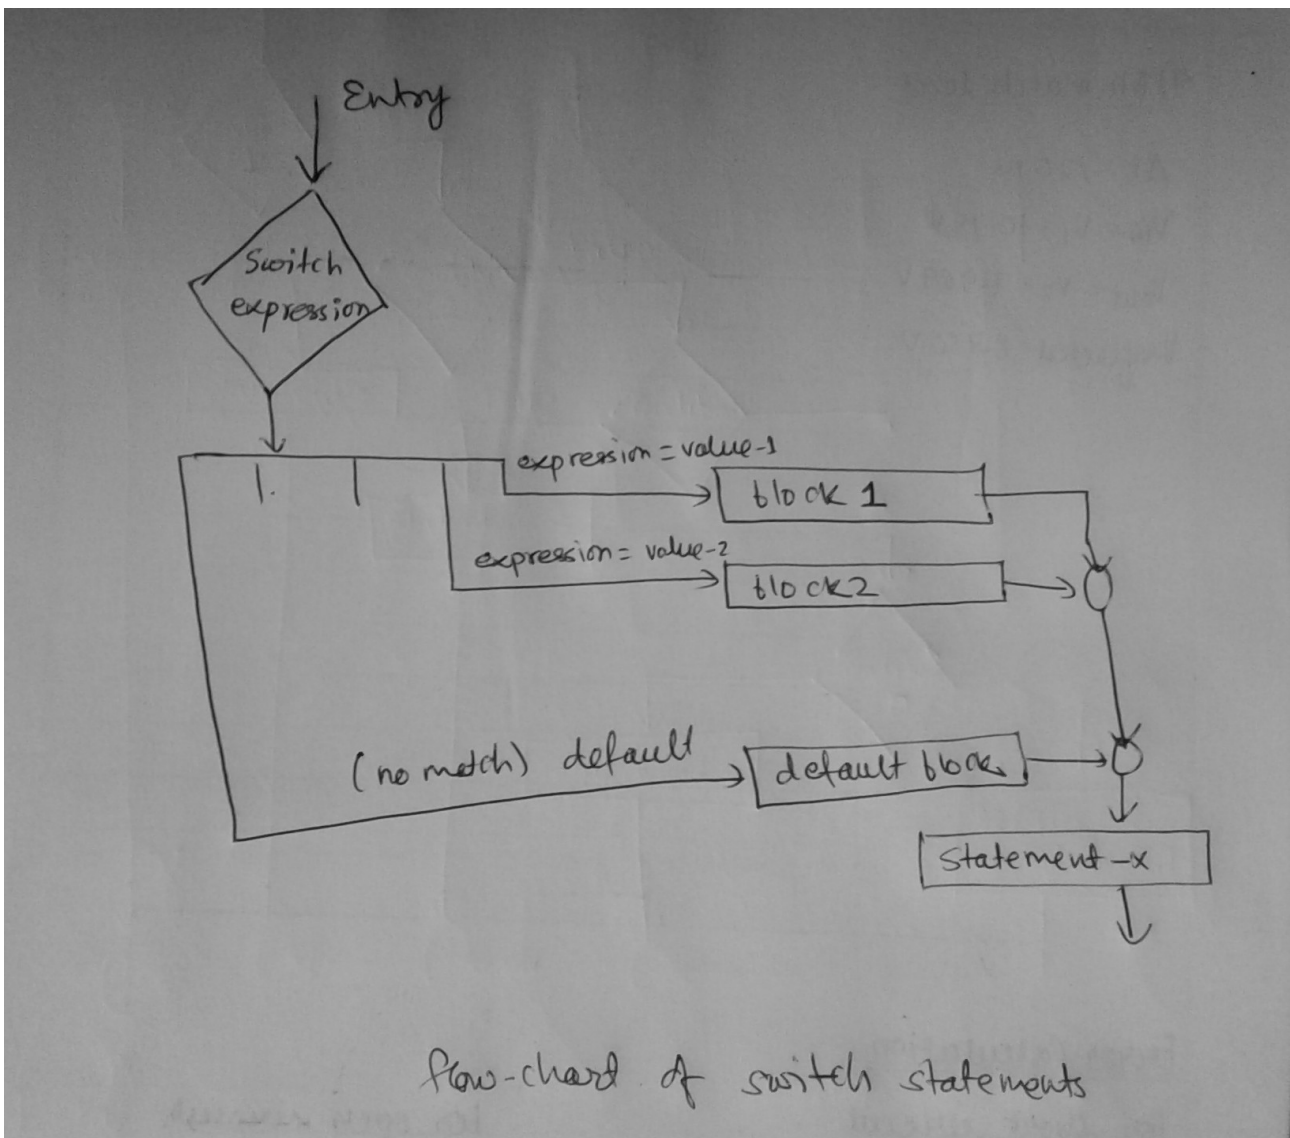 Entry
Switch
expression
expression = value-1
block 1
expression = value-2
block2
(no match) default
default block
Statement-x
flow-chart of switch statements